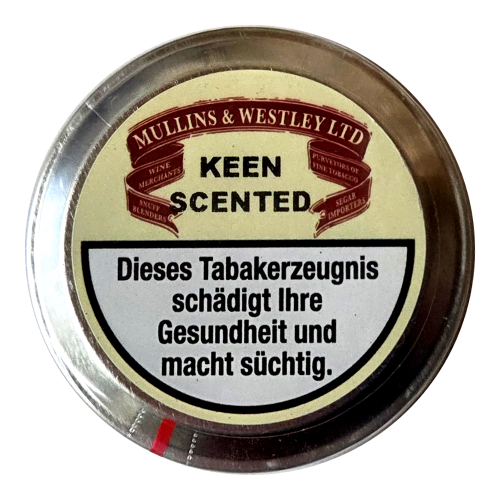 MULLINS & WESTLEY LTD
WINE
MERCHANTS
SNUFF
BLENDERS
KEEN
SCENTED
PURVEYORS OF
FINE TOBACCO
SEGAR
IMPORTERS
Dieses Tabakerzeugnis
schädigt Ihre
Gesundheit und
macht süchtig.